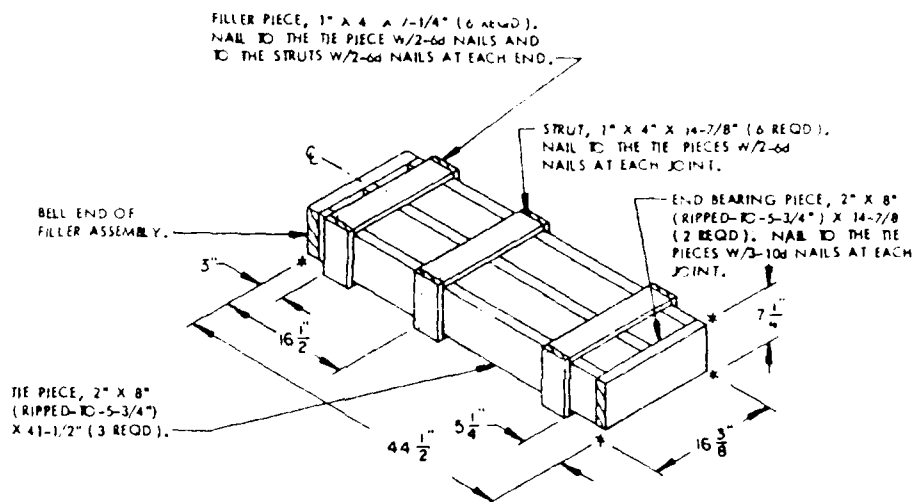 FILLER PIECE, 1" X 4" X 7-1/4" (6 REQD).
NAIL TO THE TIE PIECE W/2-6d NAILS AND
TO THE STRUTS W/2-6d NAILS AT EACH END.
STRUT, 1" X 4" X 14-7/8" (6 REQD).
NAIL TO THE TIE PIECES W/2-6d
NAILS AT EACH JOINT.
END BEARING PIECE, 2" X 8"
(RIPPED-TO-5-3/4") X 14-7/8
(2 REQD). NAIL TO THE TIE
PIECES W/3-10d NAILS AT EACH
JOINT.
℄
BELL END OF
FILLER ASSEMBLY.
3"
16 1/2"
7 1/4"
TIE PIECE, 2" X 8"
(RIPPED-TO-5-3/4")
X 41-1/2" (3 REQD).
5 1/4"
44 1/2"
16 3/8"